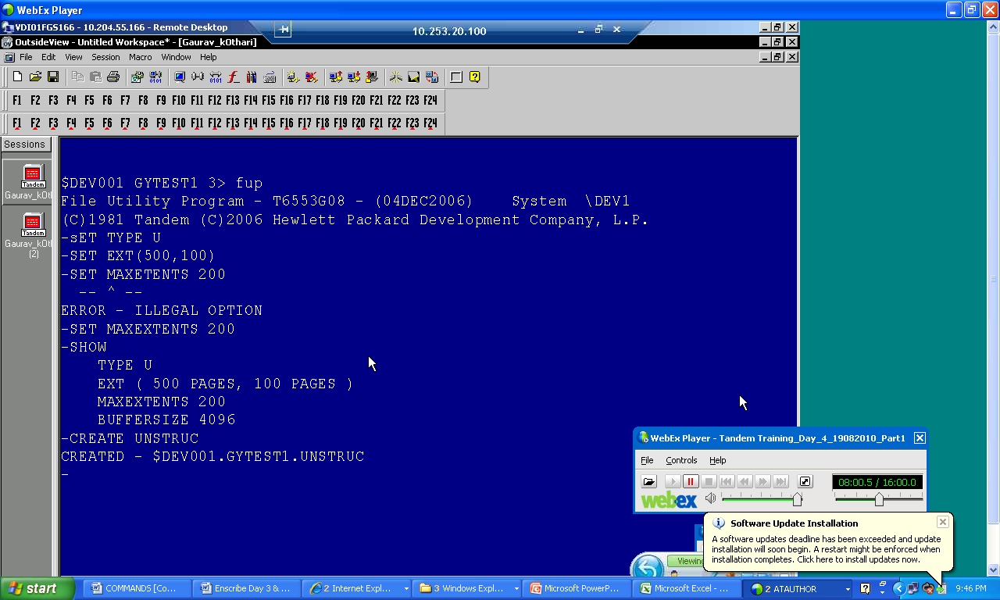 WebEx Player
VDI01FGS166 - 10.204.55.166 - Remote Desktop
10.253.20.100
OutsideView - Untitled Workspace* - [Gaurav_k0thari]
File Edit View Session Macro Window Help
F1 F2 F3 F4 F5 F6 F7 F8 F9 F10 F11 F12 F13 F14 F15 F16 F17 F18 F19 F20 F21 F22 F23 F24
F1 F2 F3 F4 F5 F6 F7 F8 F9 F10 F11 F12 F13 F14 F15 F16 F17 F18 F19 F20 F21 F22 F23 F24
Sessions
Tandem
Gaurav_k0t
Tandem
Gaurav_k0t
(2)
$DEV001 GYTEST1 3> fup
File Utility Program - T6553G08 - (04DEC2006) System \DEV1
(C)1981 Tandem (C)2006 Hewlett Packard Development Company, L.P.
-sET TYPE U
-SET EXT(500,100)
-SET MAXETENTS 200
-- ^ --
ERROR - ILLEGAL OPTION
-SET MAXEXTENTS 200
-SHOW
TYPE U
EXT ( 500 PAGES, 100 PAGES )
MAXEXTENTS 200
BUFFERSIZE 4096
-CREATE UNSTRUC
CREATED - $DEV001.GYTEST1.UNSTRUC
-
WebEx Player - Tandem Training_Day_4_19082010_Part1
File Controls Help
08:00.5 / 16:00.0
webex
Software Update Installation
A software updates deadline has been exceeded and update
installation will soon begin. A restart might be enforced when
installation completes. Click here to install updates now.
Viewing
start
COMMANDS [Co...
Enscribe Day 3 & ...
2 Internet Expl...
3 Windows Expl...
Microsoft PowerP...
Microsoft Excel - ...
2 ATAUTHOR
9:46 PM